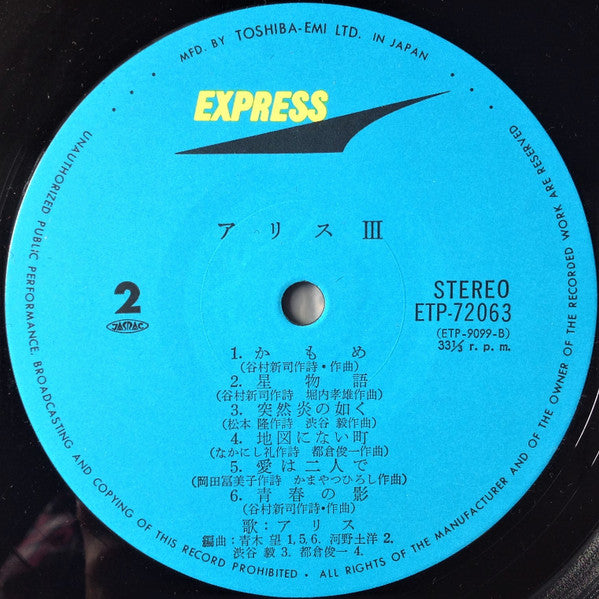 MFD. BY TOSHIBA-EMI LTD. IN JAPAN
EXPRESS
アリス III
2
JASRAC
STEREO
ETP-72063
(ETP-9099-B)
33⅓ r. p. m.
1. かもめ
(谷村新司作詩・作曲)
2. 星物語
(谷村新司作詩 堀内孝雄作曲)
3. 突然炎の如く
(松本 隆作詩 渋谷 毅作曲)
4. 地図にない町
(なかにし礼作詩 都倉俊一作曲)
5. 愛は二人で
(岡田冨美子作詩 かまやつひろし作曲)
6. 青春の影
(谷村新司作詩・作曲)
歌：アリス
編曲：青木 望 1,5,6. 河野土洋 2.
渋谷 毅 3. 都倉俊一 4.
UNAUTHORIZED PUBLIC PERFORMANCE, BROADCASTING AND COPYING OF THIS RECORD PROHIBITED · ALL RIGHTS OF THE MANUFACTURER AND OF THE OWNER OF THE RECORDED WORK ARE RESERVED